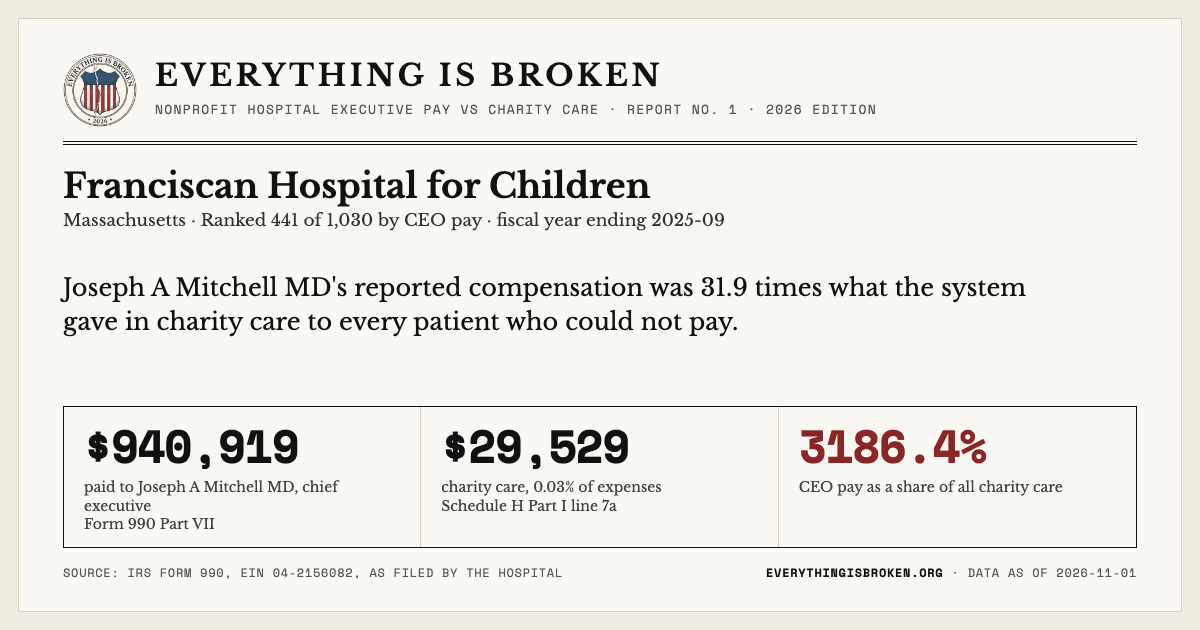 EVERYTHING IS BROKEN
2026
EVERYTHING IS BROKEN
NONPROFIT HOSPITAL EXECUTIVE PAY VS CHARITY CARE · REPORT NO. 1 · 2026 EDITION
Franciscan Hospital for Children
Massachusetts · Ranked 441 of 1,030 by CEO pay · fiscal year ending 2025-09
Joseph A Mitchell MD's reported compensation was 31.9 times what the system
gave in charity care to every patient who could not pay.
$940,919
paid to Joseph A Mitchell MD, chief
executive
Form 990 Part VII
$29,529
charity care, 0.03% of expenses
Schedule H Part I line 7a
3186.4%
CEO pay as a share of all charity care
SOURCE: IRS FORM 990, EIN 04-2156082, AS FILED BY THE HOSPITAL
EVERYTHINGISBROKEN.ORG · DATA AS OF 2026-11-01